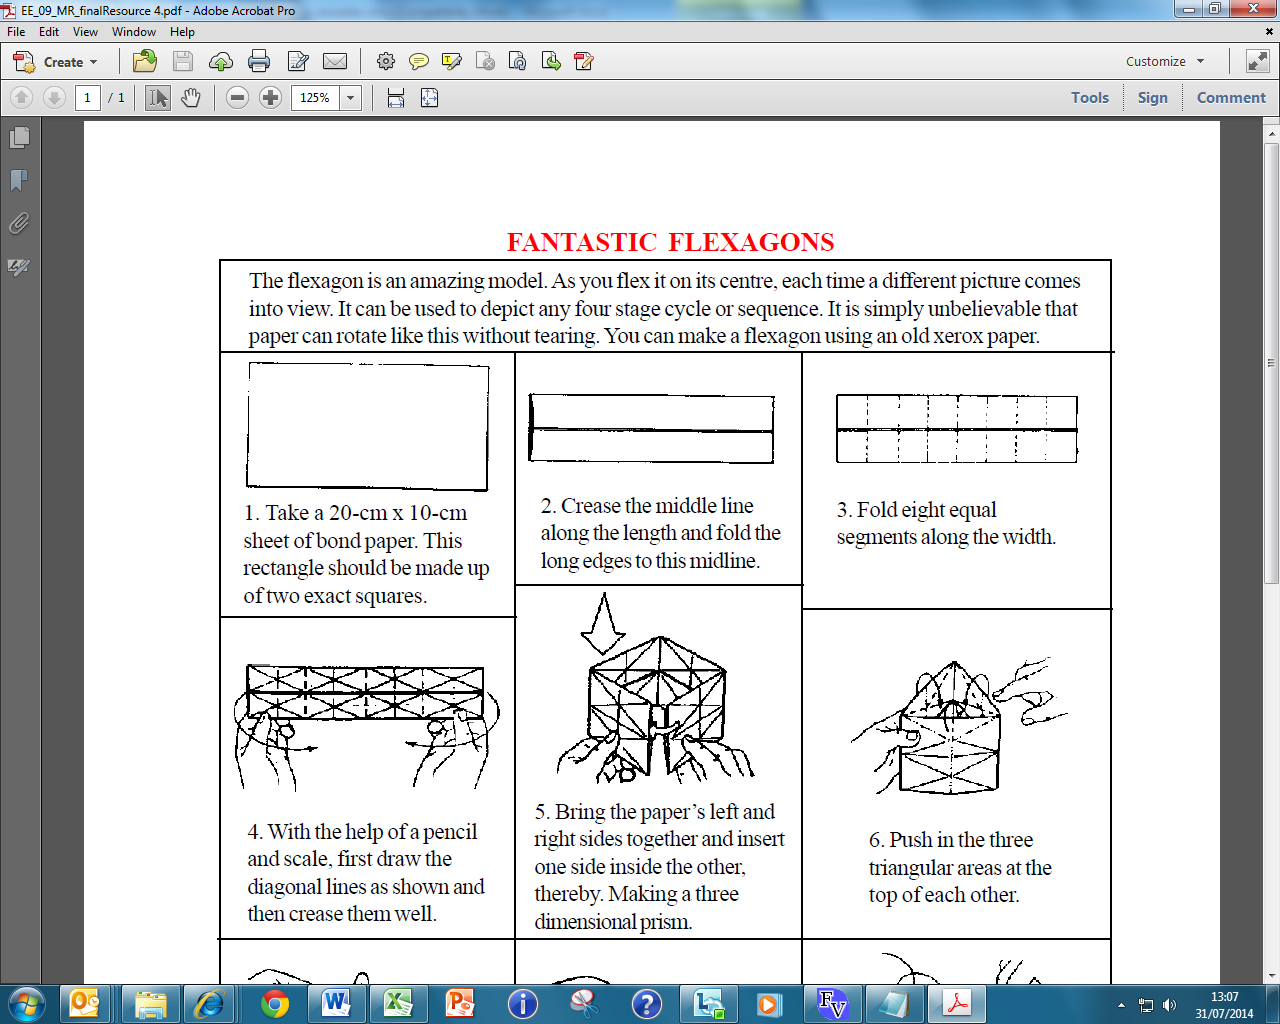 EE_09_MR_finalResource 4.pdf - Adobe Acrobat Pro
File Edit View Window Help
Create
Customize
1 / 1
125%
Tools Sign Comment
FANTASTIC FLEXAGONS
The flexagon is an amazing model. As you flex it on its centre, each time a different picture comes
into view. It can be used to depict any four stage cycle or sequence. It is simply unbelievable that
paper can rotate like this without tearing. You can make a flexagon using an old xerox paper.
1. Take a 20-cm x 10-cm
sheet of bond paper. This
rectangle should be made up
of two exact squares.
2. Crease the middle line
along the length and fold the
long edges to this midline.
3. Fold eight equal
segments along the width.
4. With the help of a pencil
and scale, first draw the
diagonal lines as shown and
then crease them well.
5. Bring the paper's left and
right sides together and insert
one side inside the other,
thereby. Making a three
dimensional prism.
6. Push in the three
triangular areas at the
top of each other.
13:07
31/07/2014